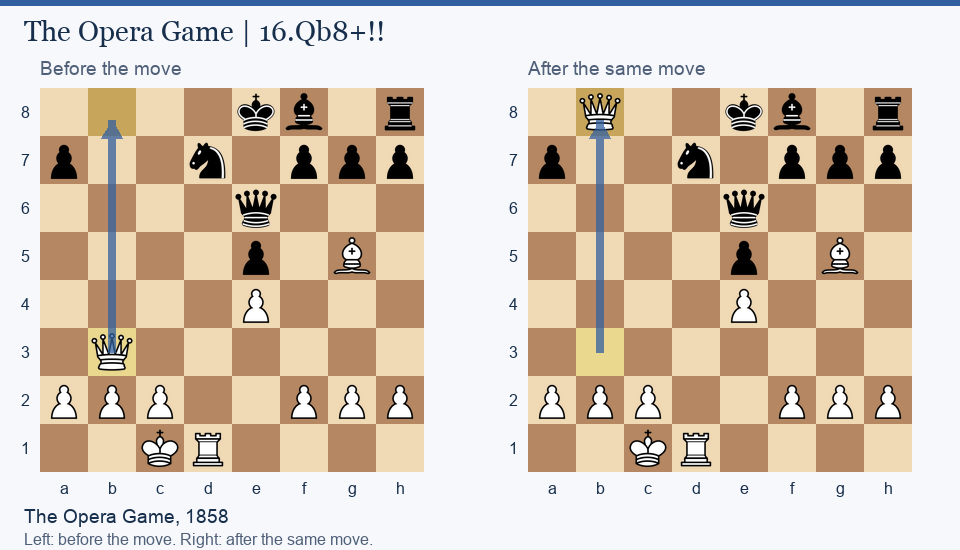 The Opera Game | 16.Qb8+!!
Before the move
After the same move
8
7
6
5
4
3
2
1
a b c d e f g h
8
7
6
5
4
3
2
1
a b c d e f g h
The Opera Game, 1858
Left: before the move. Right: after the same move.